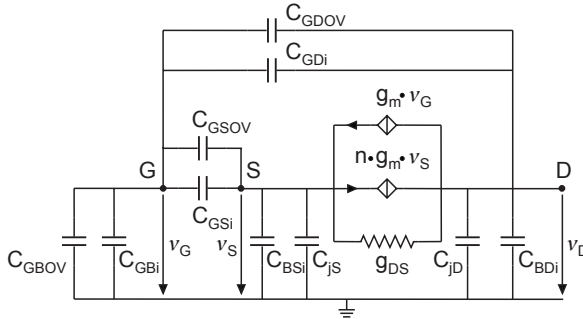 C_GDOV
C_GDi
g_m·v_G
C_GSOV
n·g_m·v_S
G
S
D
C_GSi
v_G
v_S
g_DS
v_D
C_GBOV
C_GBi
C_BSi
C_jS
C_jD
C_BDi